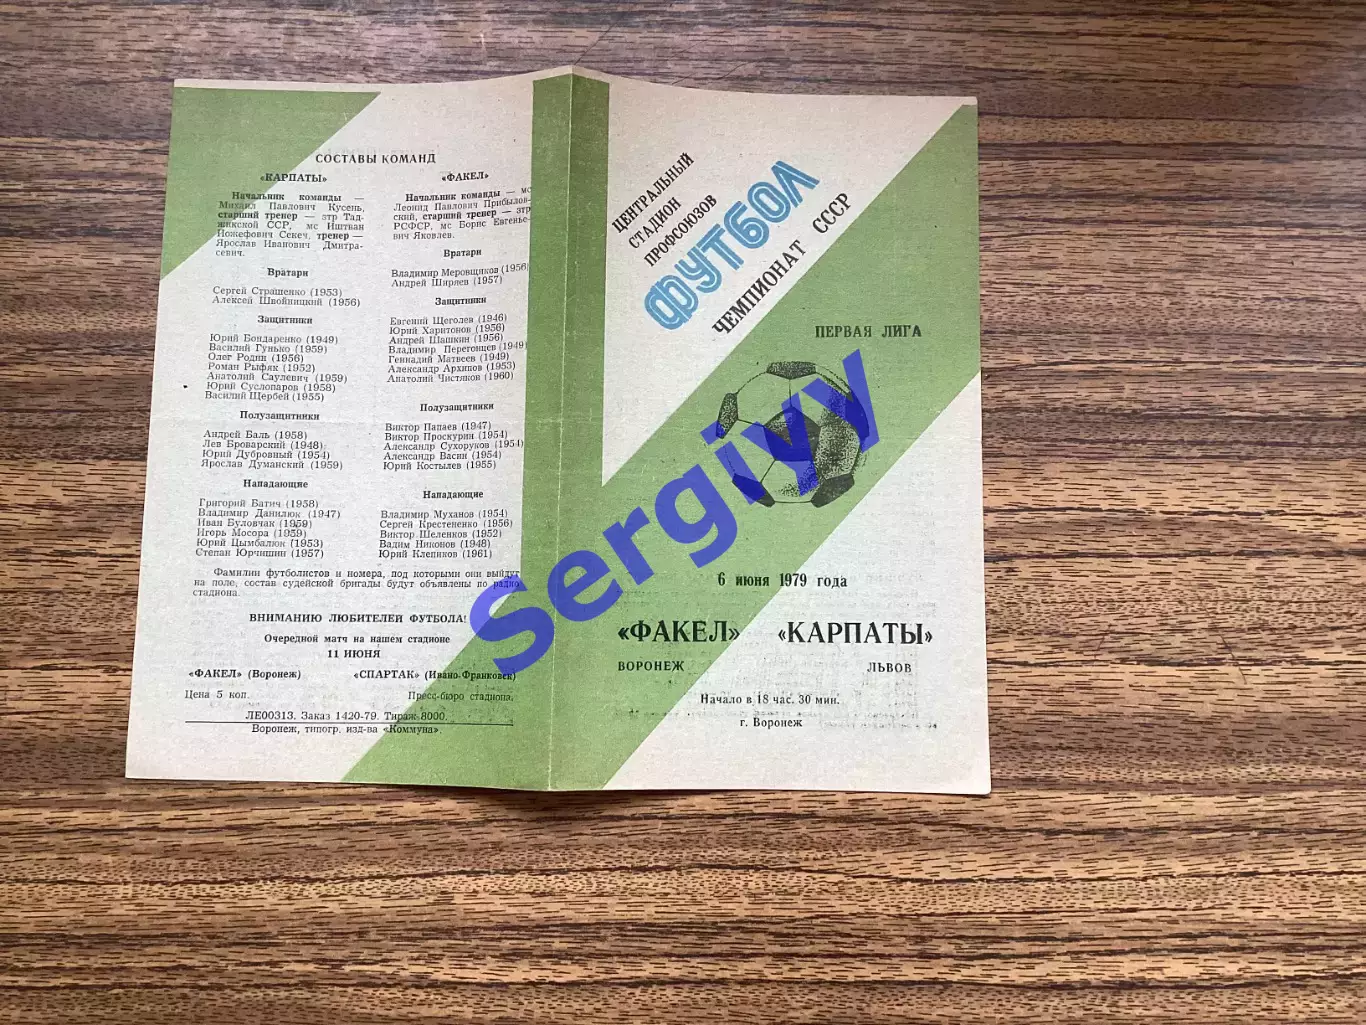 СОСТАВЫ КОМАНД
«КАРПАТЫ»
Начальник команды —
Михаил Павлович Кусень,
старший тренер — зтр Тад-
жикской ССР, мс Иштван
Йожефович Секеч, тренер —
Ярослав Иванович Дмитра-
севич.
Вратари
Сергей Страшенко (1953)
Алексей Швойницкий (1956)
Защитники
Юрий Бондаренко (1949)
Василий Гунько (1959)
Олег Родин (1956)
Роман Рыфяк (1952)
Анатолий Саулевич (1959)
Юрий Суслопаров (1958)
Василий Щербей (1955)
Полузащитники
Андрей Баль (1958)
Лев Броварский (1948)
Юрий Дубровный (1954)
Ярослав Думанский (1959)
Нападающие
Григорий Батич (1958)
Владимир Данилюк (1947)
Иван Буловчак (1959)
Игорь Мосора (1959)
Юрий Цымбалюк (1953)
Степан Юрчишин (1957)
«ФАКЕЛ»
Начальник команды — мс
Леонид Павлович Прибылов-
ский, старший тренер — зтр
РСФСР, мс Борис Евгенье-
вич Яковлев.
Вратари
Владимир Меровщиков (1956)
Андрей Ширяев (1957)
Защитники
Евгений Щеголев (1946)
Юрий Харитонов (1956)
Андрей Шашкин (1956)
Владимир Перегонцев (1949)
Геннадий Матвеев (1949)
Александр Архипов (1953)
Анатолий Чистяков (1960)
Полузащитники
Виктор Папаев (1947)
Виктор Проскурин (1954)
Александр Сухоруков (1954)
Александр Васин (1954)
Юрий Костылев (1955)
Нападающие
Владимир Муханов (1954)
Сергей Крестененко (1956)
Виктор Шеленков (1952)
Вадим Никонов (1948)
Юрий Клепиков (1961)
Фамилии футболистов и номера, под которыми они выйдут
на поле, состав судейской бригады будут объявлены по радио
стадиона.
ВНИМАНИЮ ЛЮБИТЕЛЕЙ ФУТБОЛА!
Очередной матч на нашем стадионе
11 ИЮНЯ
«ФАКЕЛ» (Воронеж) «СПАРТАК» (Ивано-Франковск)
Цена 5 коп. Пресс-бюро стадиона.
ЛЕ00313. Заказ 1420-79. Тираж 8000.
Воронеж, типогр. изд-ва «Коммуна».
ЦЕНТРАЛЬНЫЙ
СТАДИОН
ПРОФСОЮЗОВ
ФУТБОЛ
ЧЕМПИОНАТ СССР
ПЕРВАЯ ЛИГА
6 июня 1979 года
«ФАКЕЛ» «КАРПАТЫ»
ВОРОНЕЖ ЛЬВОВ
Начало в 18 час. 30 мин.
г. Воронеж
Sergiyy